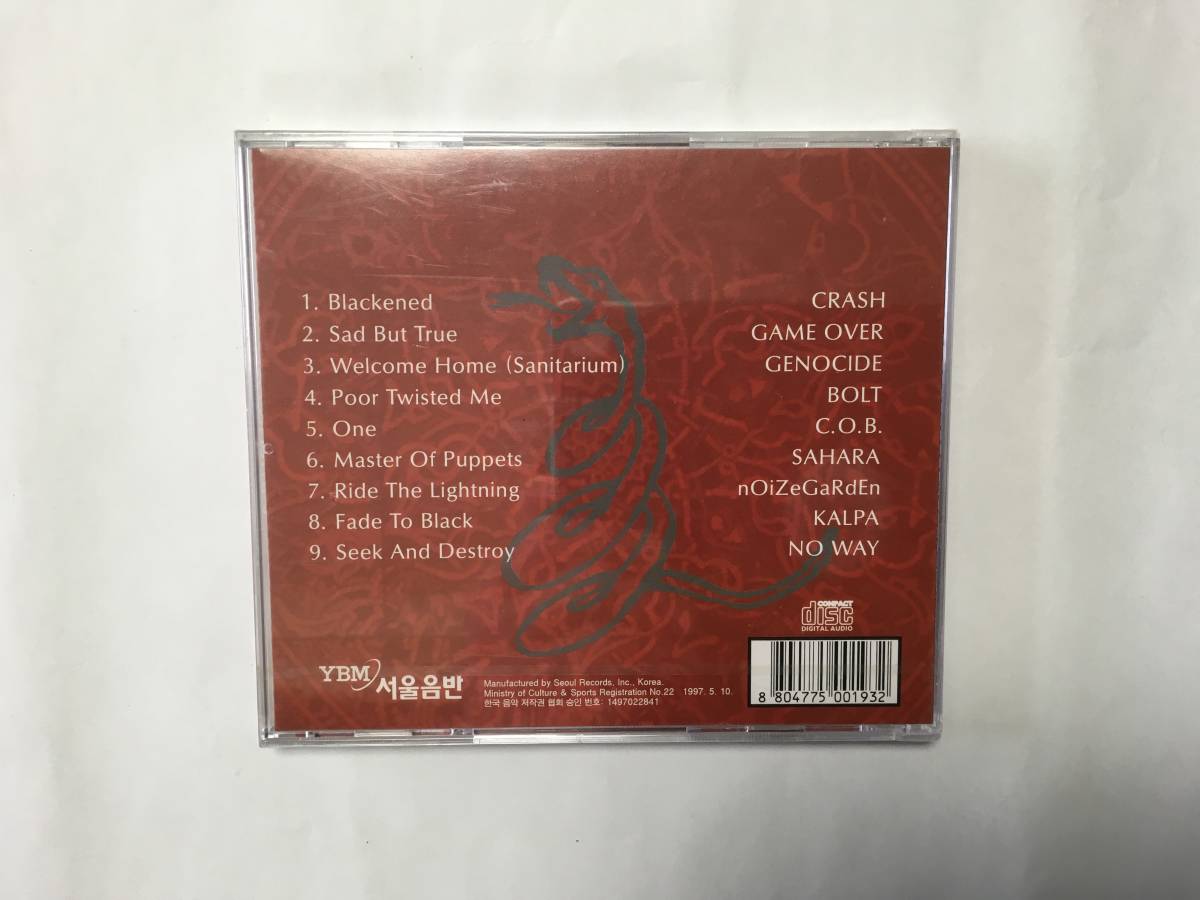 1. Blackened CRASH
2. Sad But True GAME OVER
3. Welcome Home (Sanitarium) GENOCIDE
4. Poor Twisted Me BOLT
5. One C.O.B.
6. Master Of Puppets SAHARA
7. Ride The Lightning nOiZeGaRdEn
8. Fade To Black KALPA
9. Seek And Destroy NO WAY
COMPACT
disc
DIGITAL AUDIO
YBM 서울음반
Manufactured by Seoul Records, Inc., Korea.
Ministry of Culture & Sports Registration No.22 1997. 5. 10.
한국 음악 저작권 협회 승인 번호: 1497022841
8 804775 001932